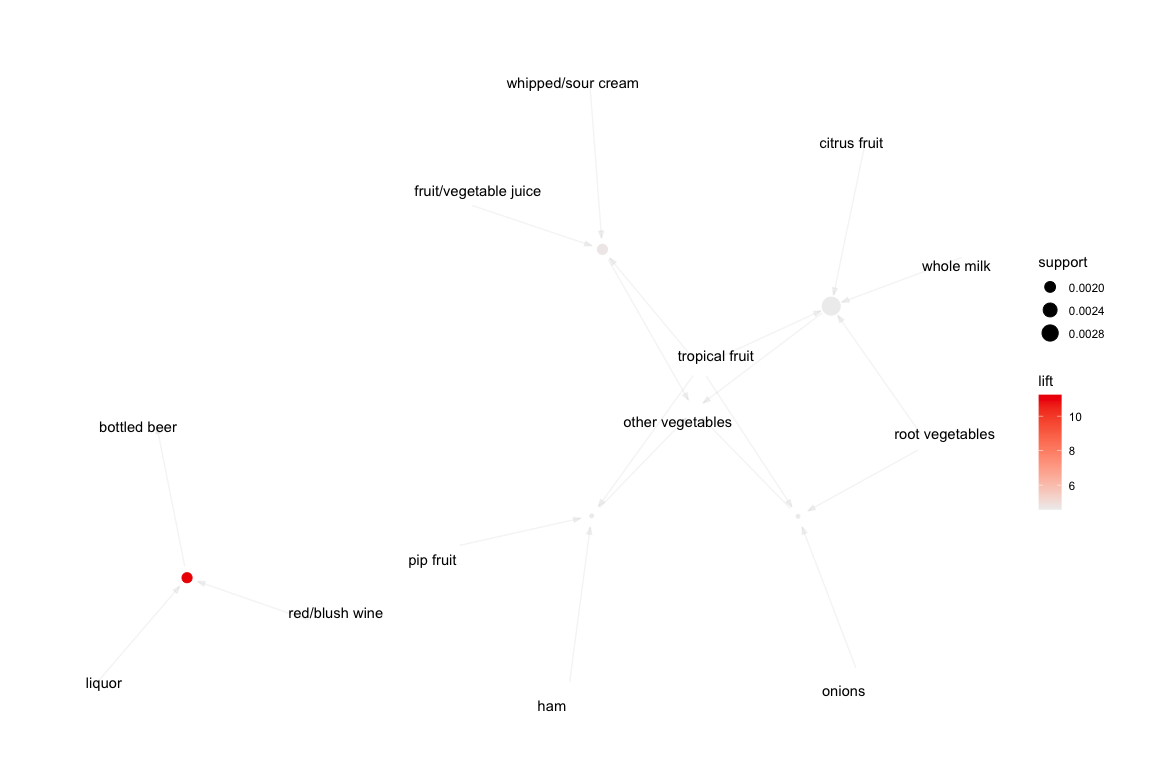 whipped/sour cream
citrus fruit
fruit/vegetable juice
whole milk
tropical fruit
other vegetables
bottled beer
root vegetables
pip fruit
red/blush wine
liquor
onions
ham
support
0.0020
0.0024
0.0028
lift
10
8
6